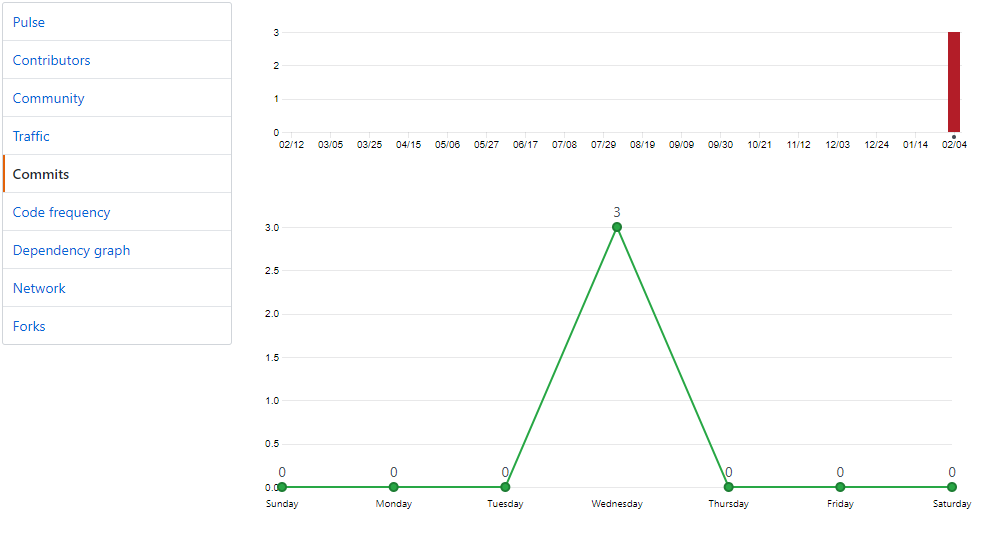 Pulse
Contributors
Community
Traffic
Commits
Code frequency
Dependency graph
Network
Forks
3
2
1
0
02/12 03/05 03/25 04/15 05/06 05/27 06/17 07/08 07/29 08/19 09/09 09/30 10/21 11/12 12/03 12/24 01/14 02/04
3
3.0
2.5
2.0
1.5
1.0
0.5
0 0 0 0 0 0
0.0
Sunday Monday Tuesday Wednesday Thursday Friday Saturday